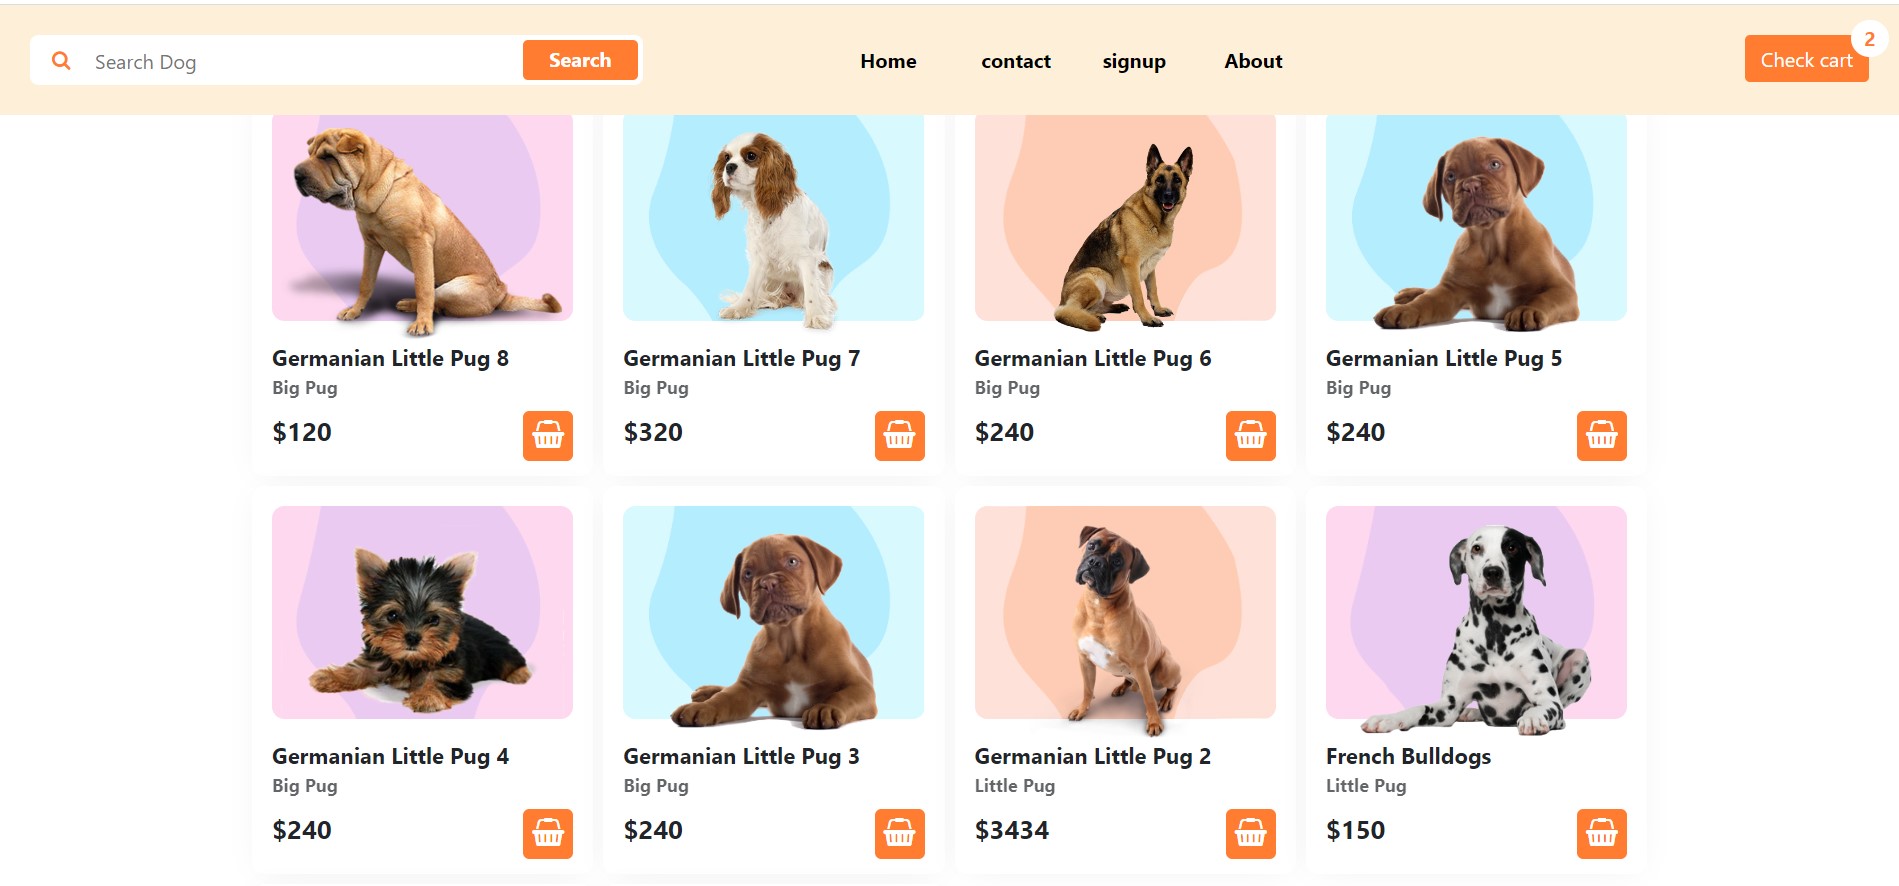 Search Dog
Search
Home
contact
signup
About
Check cart
2
Germanian Little Pug 8
Big Pug
$120
Germanian Little Pug 7
Big Pug
$320
Germanian Little Pug 6
Big Pug
$240
Germanian Little Pug 5
Big Pug
$240
Germanian Little Pug 4
Big Pug
$240
Germanian Little Pug 3
Big Pug
$240
Germanian Little Pug 2
Little Pug
$3434
French Bulldogs
Little Pug
$150